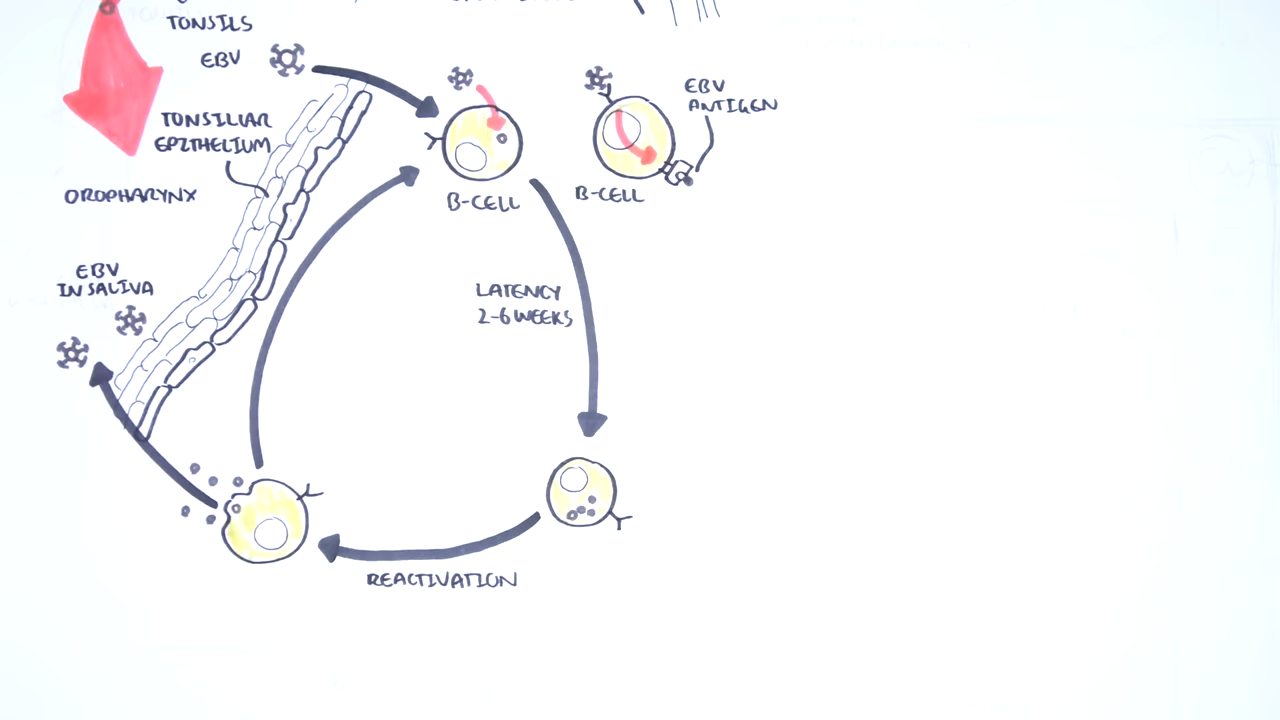 TONSILS
EBV
TONSILLAR
EPITHELIUM
OROPHARYNX
EBV
IN SALIVA
B-CELL
B-CELL
EBV
ANTIGEN
LATENCY
2-6 WEEKS
REACTIVATION